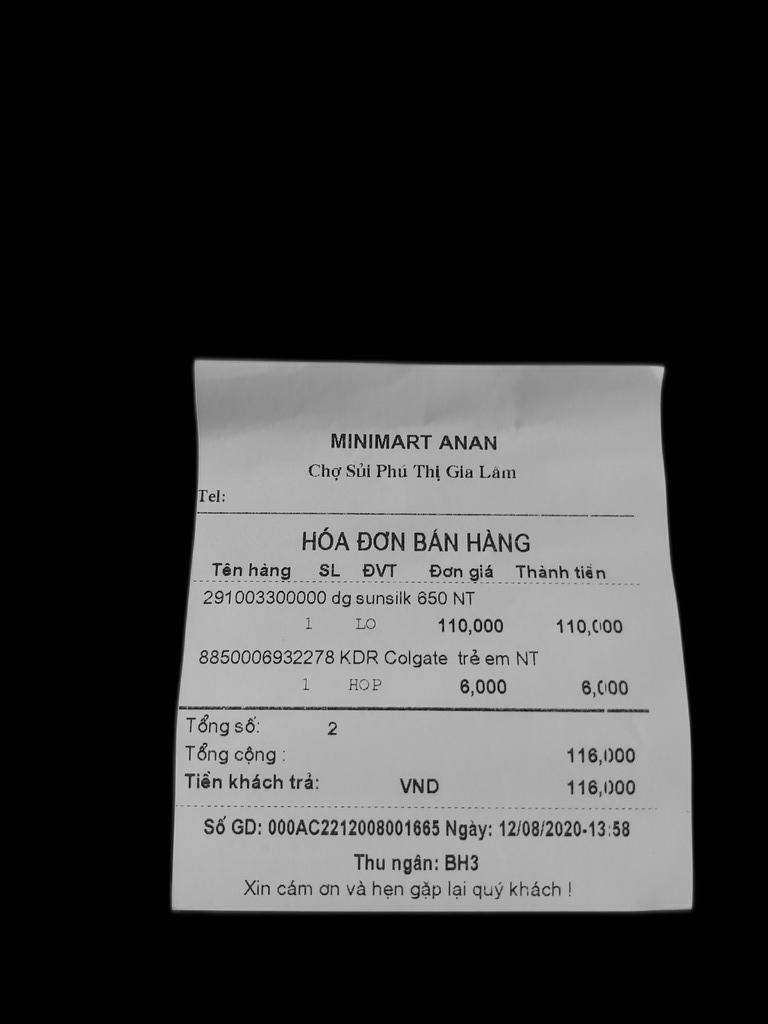 MINIMART ANAN
Chợ Sủi Phú Thị Gia Lâm
Tel:
HÓA ĐƠN BÁN HÀNG
Tên hàng SL ĐVT Đơn giá Thành tiền
291003300000 dg sunsilk 650 NT
1 LO 110,000 110,000
8850006932278 KDR Colgate trẻ em NT
1 HOP 6,000 6,000
Tổng số: 2
Tổng cộng : 116,000
Tiền khách trả: VND 116,000
Số GD: 000AC2212008001665 Ngày: 12/08/2020-13:58
Thu ngân: BH3
Xin cám ơn và hẹn gặp lại quý khách !